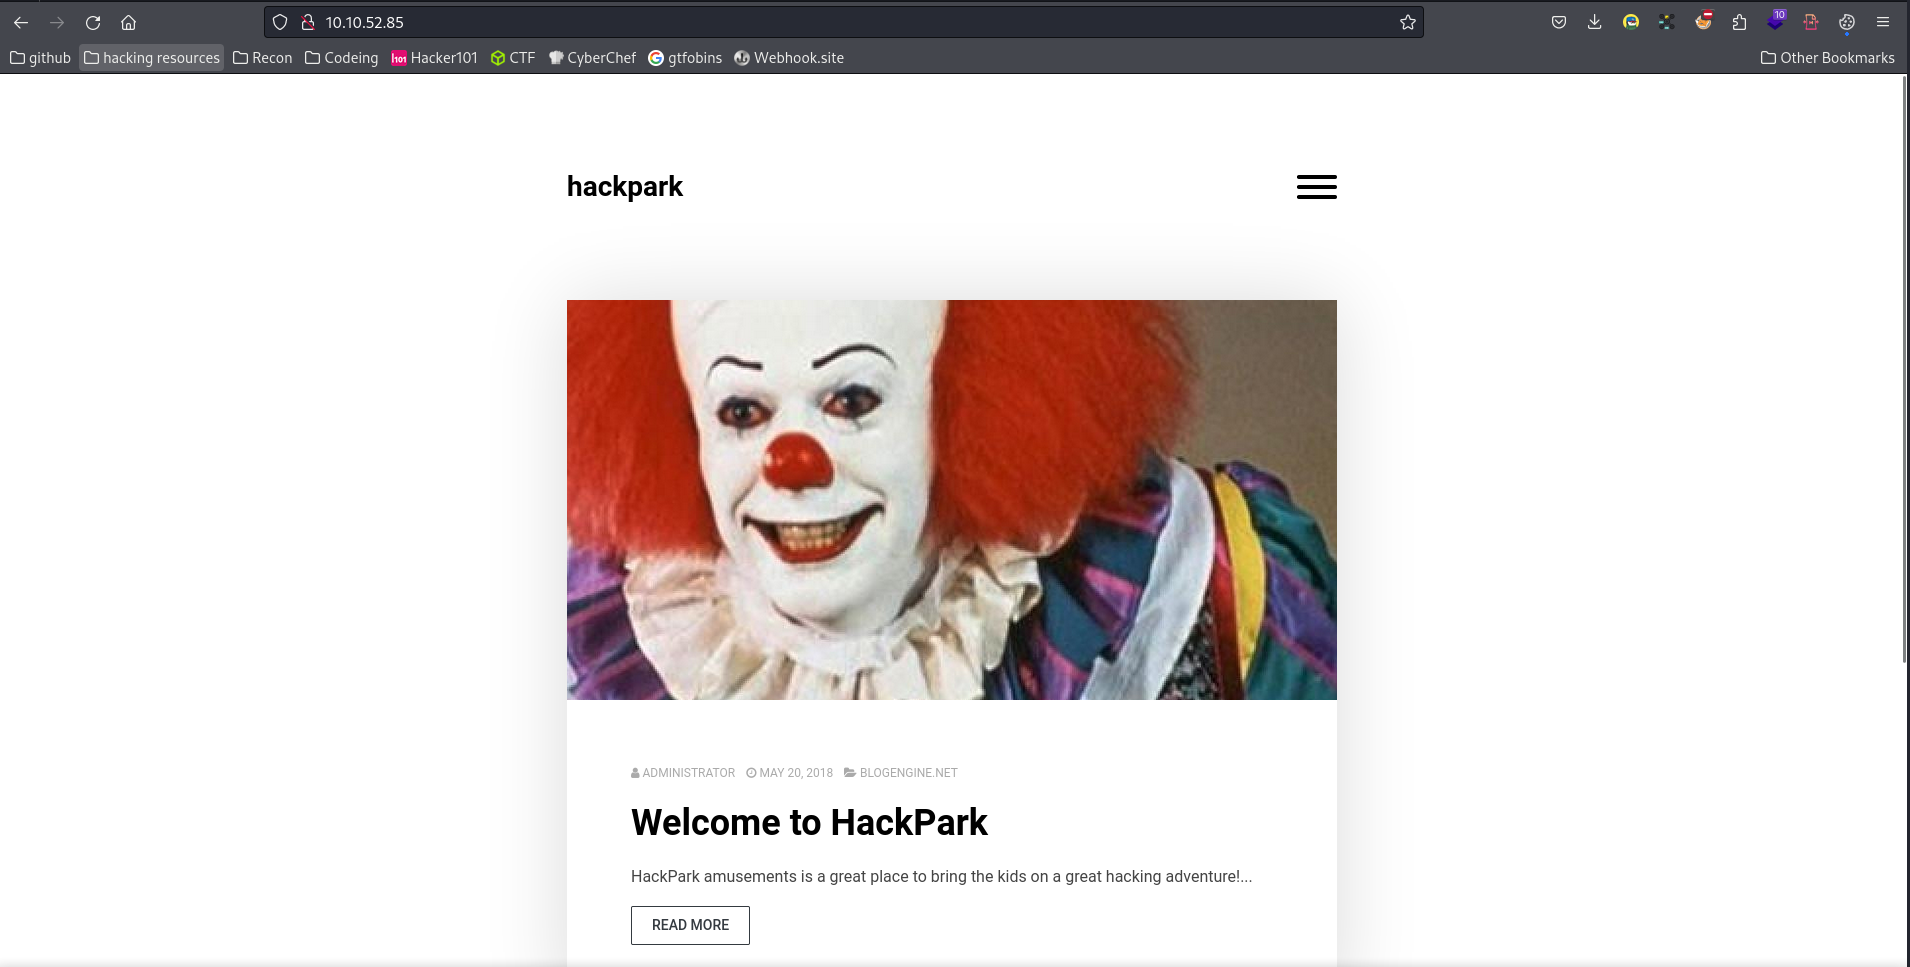 10.10.52.85
10
github hacking resources Recon Codeing h101 Hacker101 CTF CyberChef gtfobins Webhook.site Other Bookmarks
hackpark
ADMINISTRATOR MAY 20, 2018 BLOGENGINE.NET
Welcome to HackPark
HackPark amusements is a great place to bring the kids on a great hacking adventure!...
READ MORE